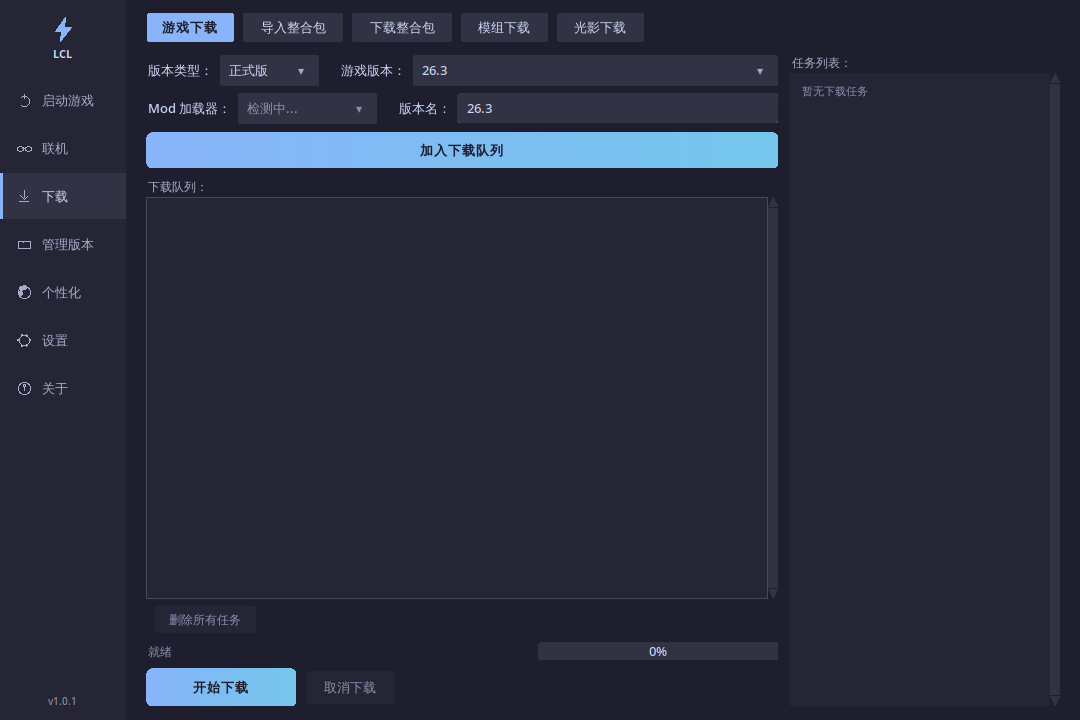 LCL
启动游戏
联机
下载
管理版本
个性化
设置
关于
v1.0.1
游戏下载 导入整合包 下载整合包 模组下载 光影下载
版本类型： 正式版 游戏版本： 26.3
Mod 加载器： 检测中... 版本名： 26.3
加入下载队列
下载队列：
删除所有任务
就绪 0%
开始下载 取消下载
任务列表：
暂无下载任务